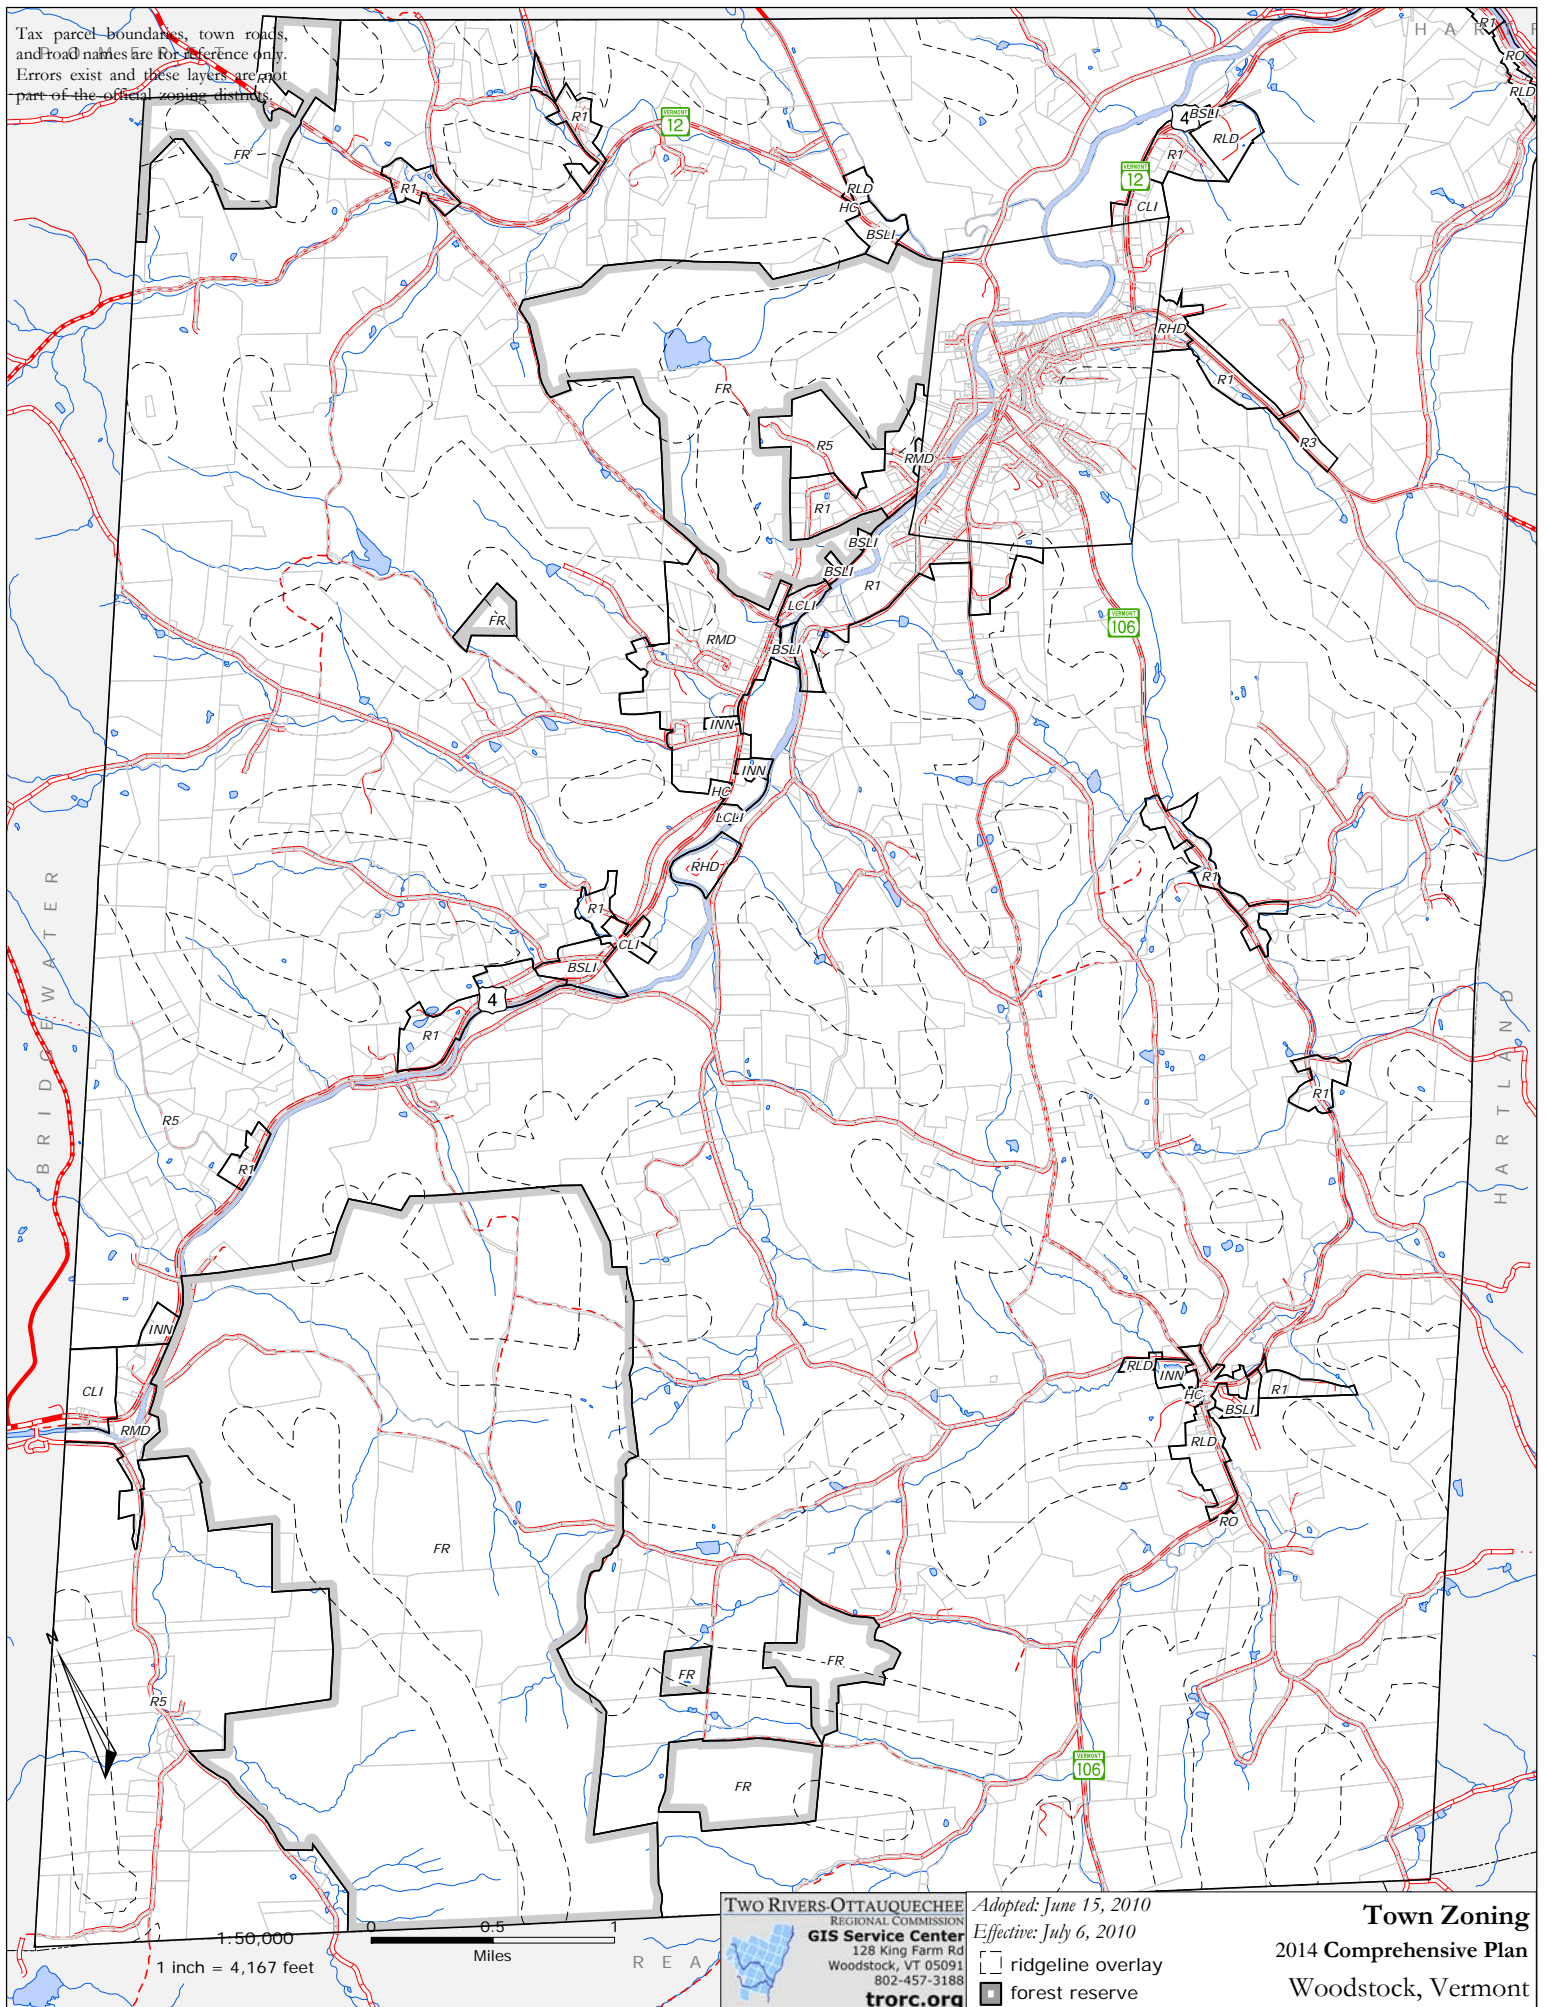 Tax parcel boundaries, town roads,
and road names are for reference only.
Errors exist and these layers are not
part of the official zoning districts.
P O M F R E T
H A R T
R1
RO
RLD
FR
R1
VERMONT
12
R1
RLD
HC
BSLI
4
BSLI
RLD
R1
VERMONT
12
CLI
RHD
R1
R3
FR
R5
RMD
R1
BSLI
BSLI
R1
LCLI
FR
RMD
BSLI
VERMONT
106
INN
INN
HC
LCLI
RHD
R1
R1
CLI
BSLI
4
R1
B R I D G E W A T E R
H A R T L A N D
R1
R5
R1
INN
CLI
RMD
RLD
INN
HC
R1
BSLI
RLD
RO
FR
FR
FR
R5
FR
VERMONT
106
N
1:50,000
1 inch = 4,167 feet
0 0.5 1
Miles
R E A
TWO RIVERS-OTTAUQUECHEE
REGIONAL COMMISSION
GIS Service Center
128 King Farm Rd
Woodstock, VT 05091
802-457-3188
trorc.org
Adopted: June 15, 2010
Effective: July 6, 2010
ridgeline overlay
forest reserve
Town Zoning
2014 Comprehensive Plan
Woodstock, Vermont